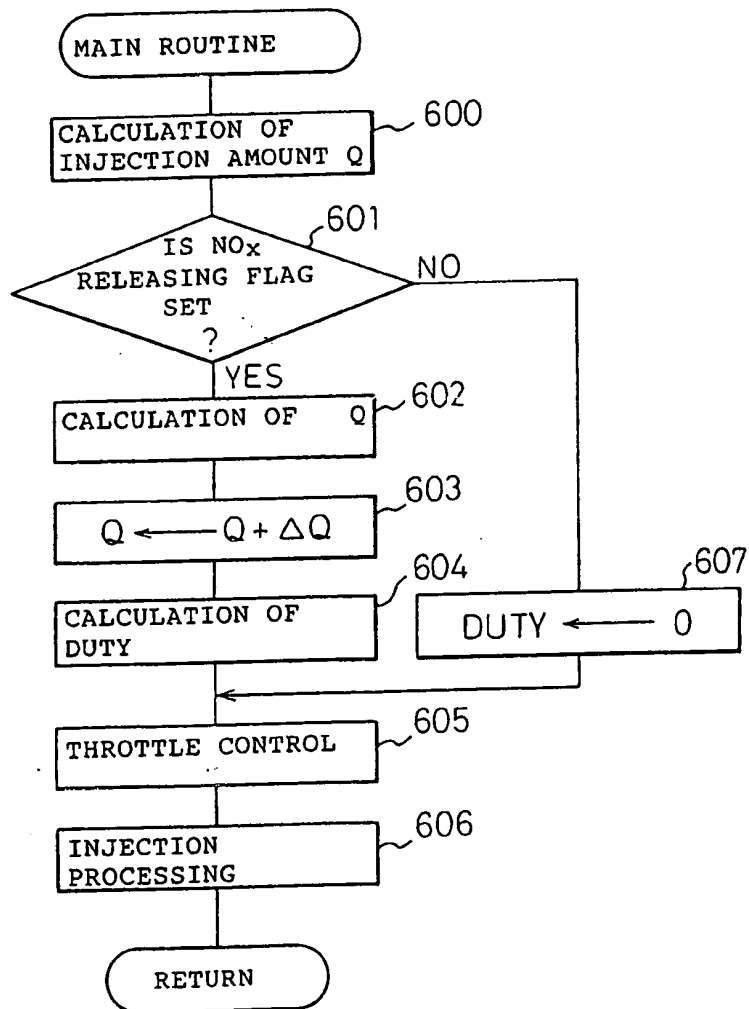 MAIN ROUTINE
CALCULATION OF
INJECTION AMOUNT Q
600
601
IS NOx
RELEASING FLAG
SET
?
NO
YES
CALCULATION OF Q
602
Q ← Q + ΔQ
603
CALCULATION OF
DUTY
604
DUTY ← 0
607
THROTTLE CONTROL
605
INJECTION
PROCESSING
606
RETURN